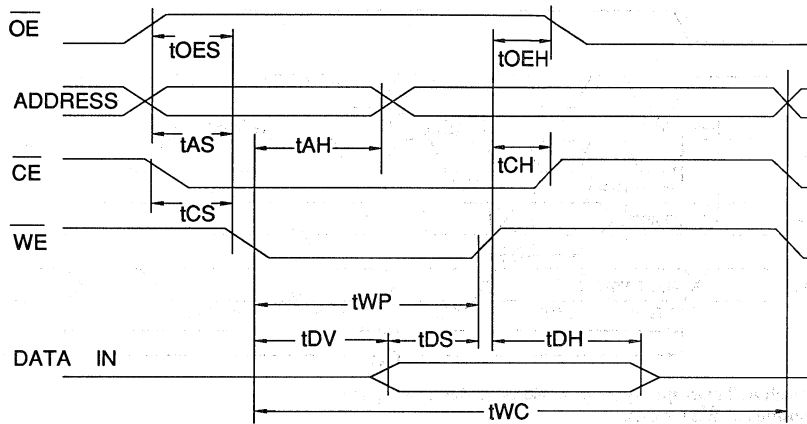 OE
tOES
tOEH
ADDRESS
tAS
tAH
tCH
CE
tCS
WE
tWP
tDV
tDS
tDH
DATA IN
tWC